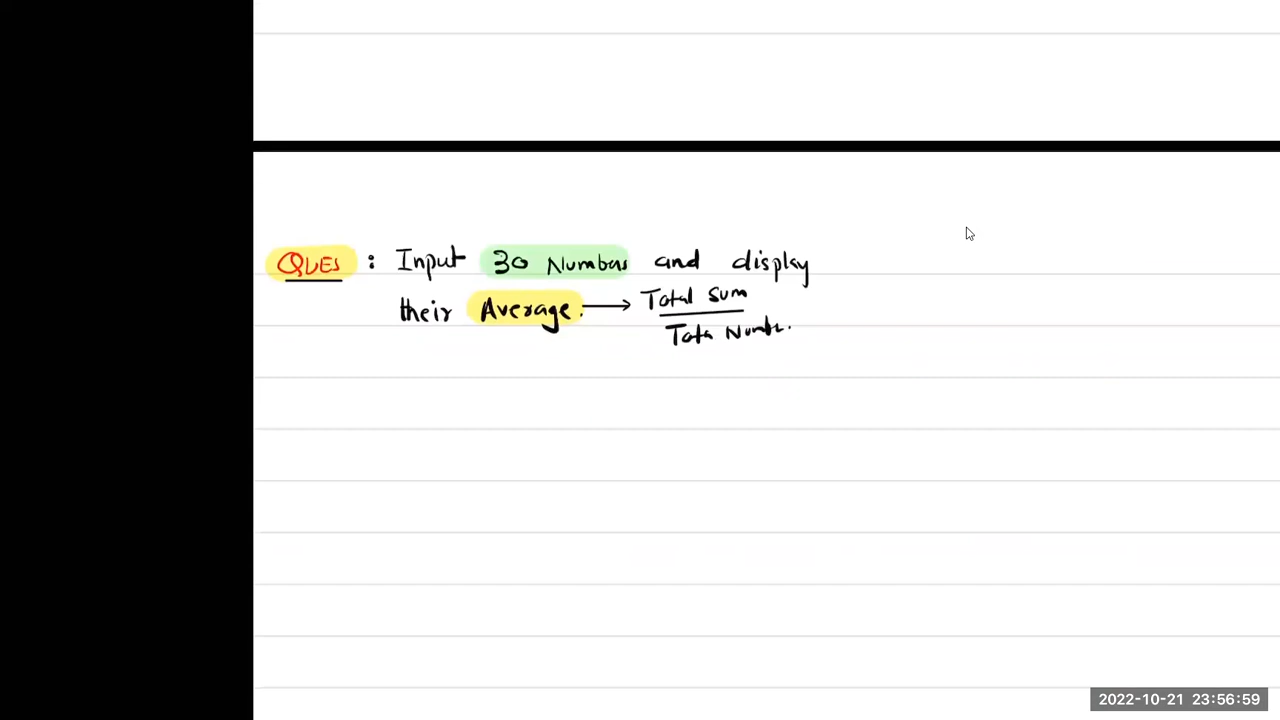 QUES : Input 30 Numbers and display
their Average. → Total Sum
Total Number.
2022-10-21 23:56:59